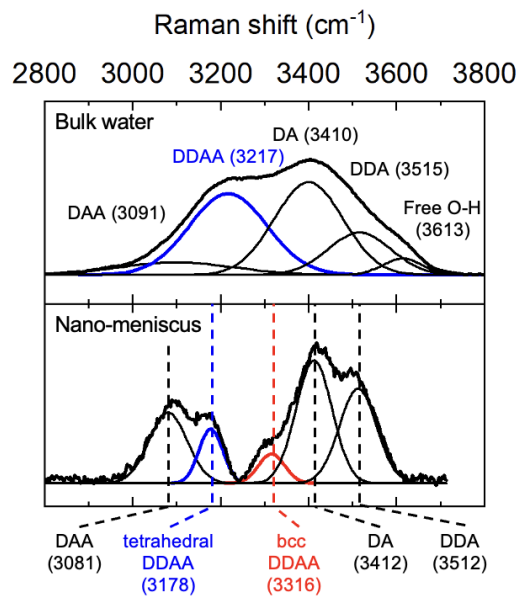 Raman shift (cm⁻¹)
2800 3000 3200 3400 3600 3800
Bulk water
DA (3410)
DDAA (3217)
DDA (3515)
DAA (3091)
Free O-H
(3613)
Nano-meniscus
DAA tetrahedral bcc DA DDA
(3081) DDAA DDAA (3412) (3512)
(3178) (3316)